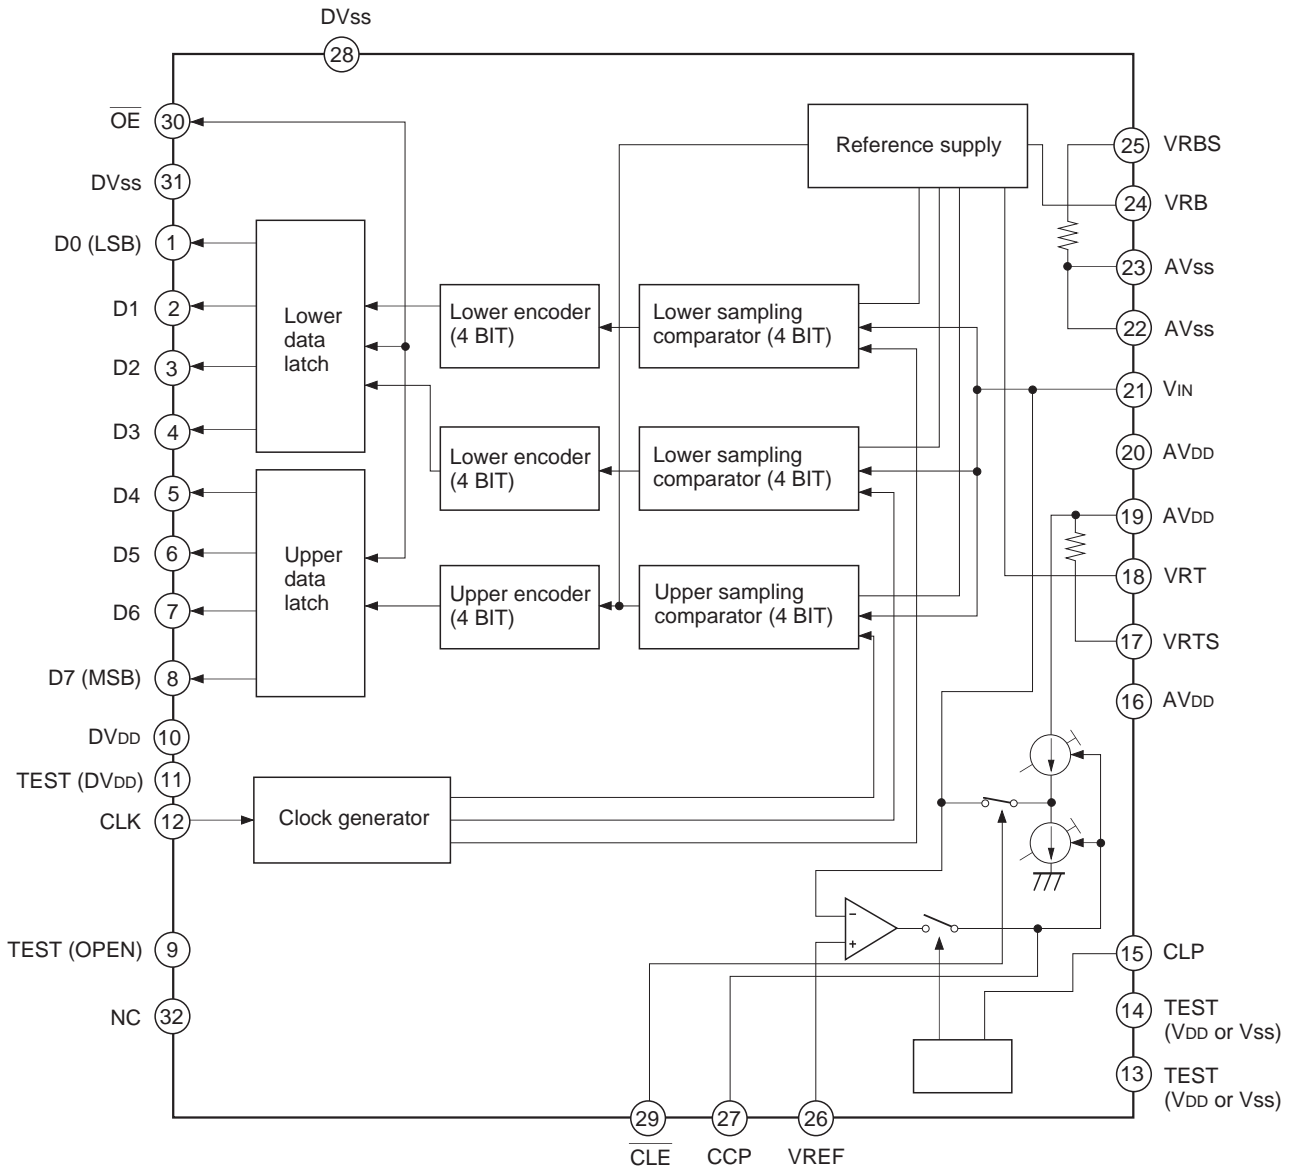 DVss
28
OE
30
DVss
31
D0 (LSB)
1
D1
2
D2
3
D3
4
D4
5
D5
6
D6
7
D7 (MSB)
8
DVDD
10
TEST (DVDD)
11
CLK
12
TEST (OPEN)
9
NC
32
Lower
data
latch
Upper
data
latch
Lower encoder
(4 BIT)
Lower encoder
(4 BIT)
Upper encoder
(4 BIT)
Reference supply
Lower sampling
comparator (4 BIT)
Lower sampling
comparator (4 BIT)
Upper sampling
comparator (4 BIT)
Clock generator
−
+
25
VRBS
24
VRB
23
AVss
22
AVss
21
VIN
20
AVDD
19
AVDD
18
VRT
17
VRTS
16
AVDD
15
CLP
14
TEST
(VDD or Vss)
13
TEST
(VDD or Vss)
29
CLE
27
CCP
26
VREF